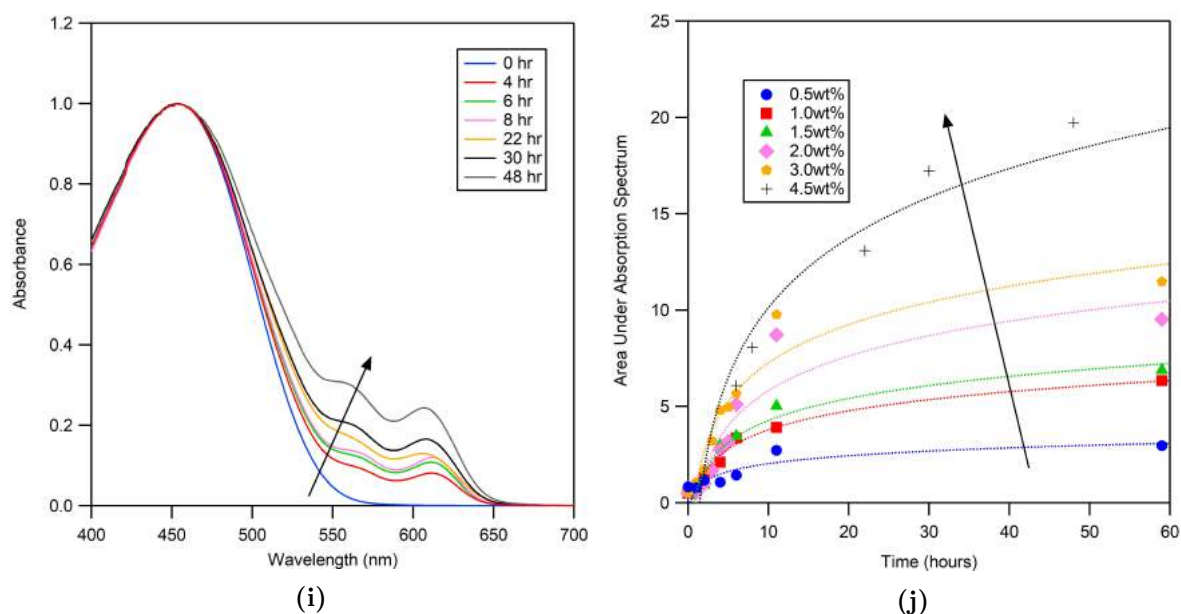 1.2
1.0
0.8
0.6
0.4
0.2
0.0
400
450
500
550
600
650
700
Absorbance
Wavelength (nm)
0 hr
4 hr
6 hr
8 hr
22 hr
30 hr
48 hr
(i)
25
20
15
10
5
0
0
10
20
30
40
50
60
Area Under Absorption Spectrum
Time (hours)
0.5wt%
1.0wt%
1.5wt%
2.0wt%
3.0wt%
4.5wt%
(j)